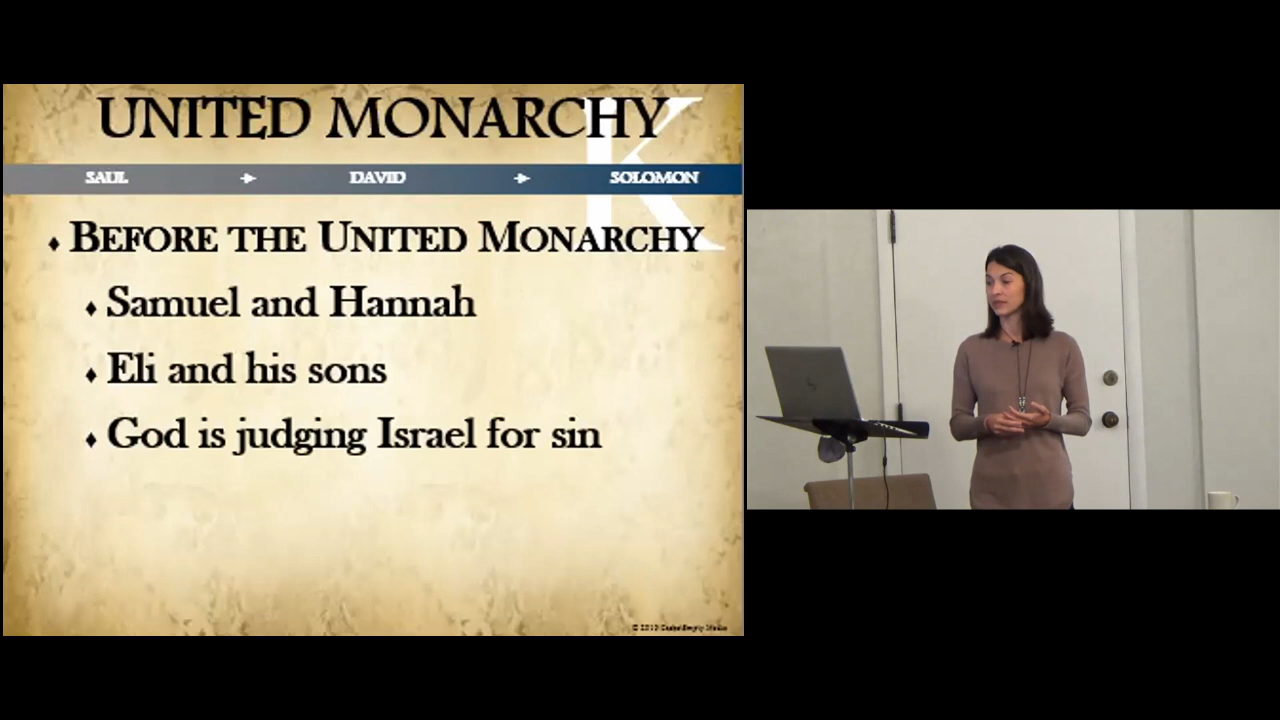 UNITED MONARCHY
K
SAUL → DAVID → SOLOMON
♦ BEFORE THE UNITED MONARCHY
♦ Samuel and Hannah
♦ Eli and his sons
♦ God is judging Israel for sin